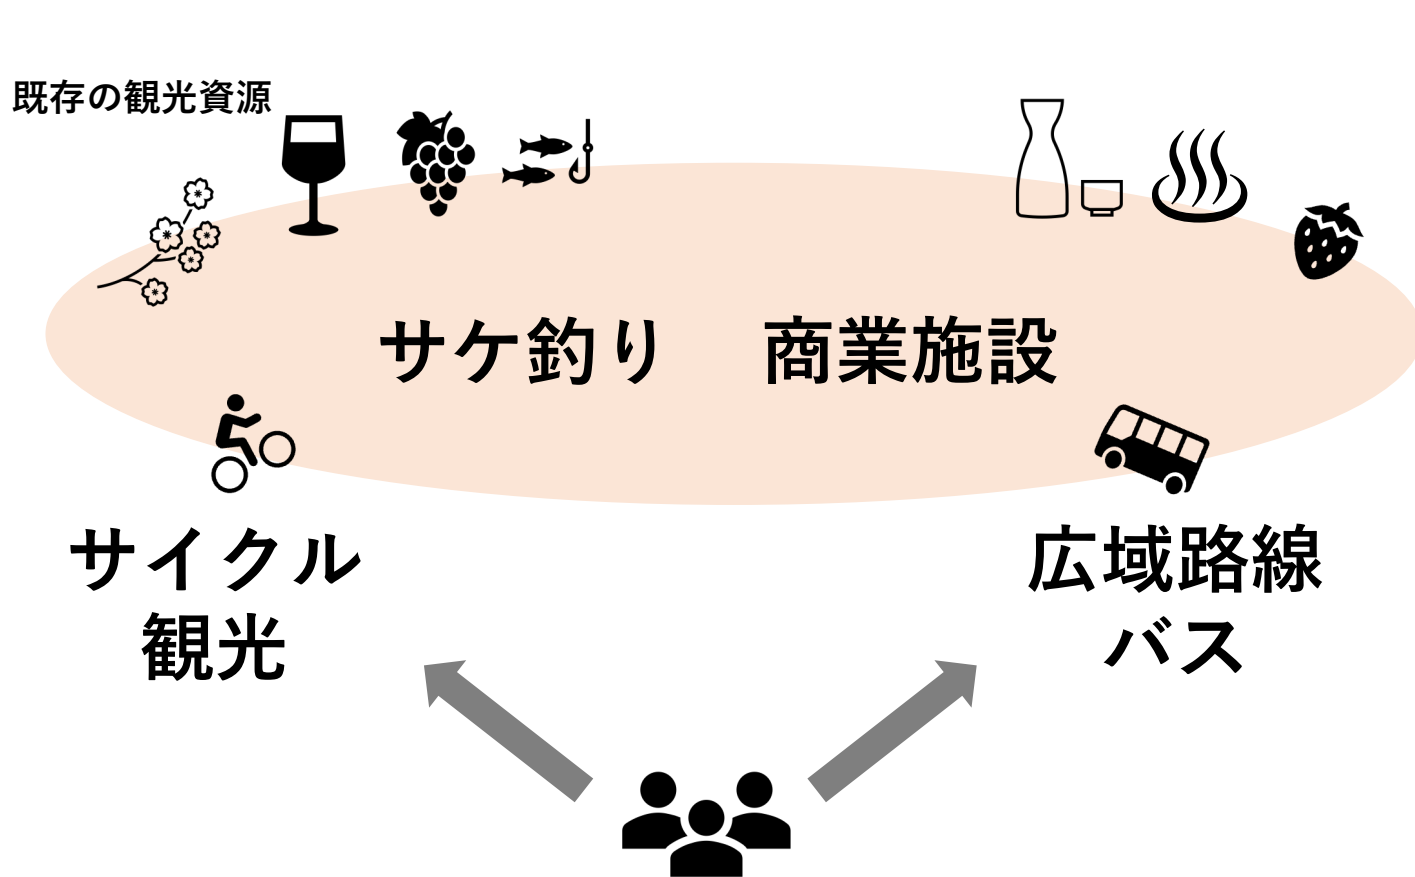 既存の観光資源
サケ釣り　商業施設
サイクル
観光
広域路線
バス